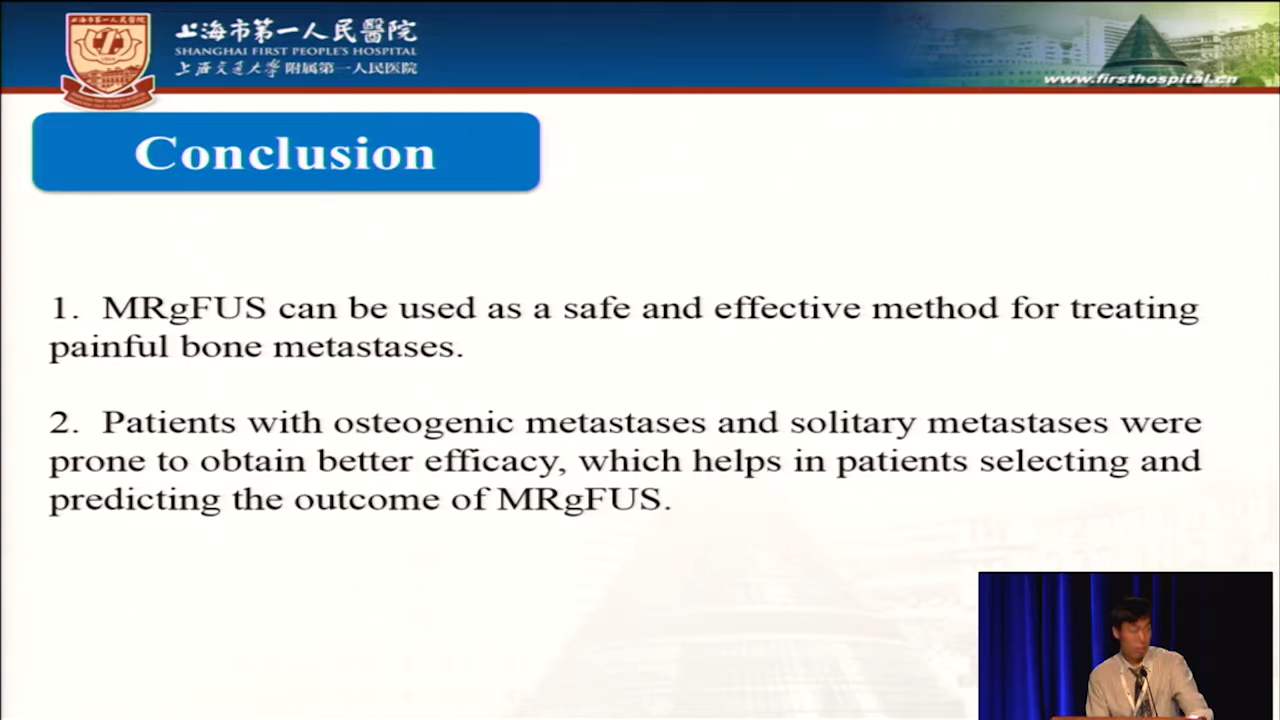 上海市第一人民醫院
SHANGHAI FIRST PEOPLE'S HOSPITAL
上海交通大学附属第一人民医院
www.firsthospital.cn
Conclusion
1. MRgFUS can be used as a safe and effective method for treating
painful bone metastases.
2. Patients with osteogenic metastases and solitary metastases were
prone to obtain better efficacy, which helps in patients selecting and
predicting the outcome of MRgFUS.